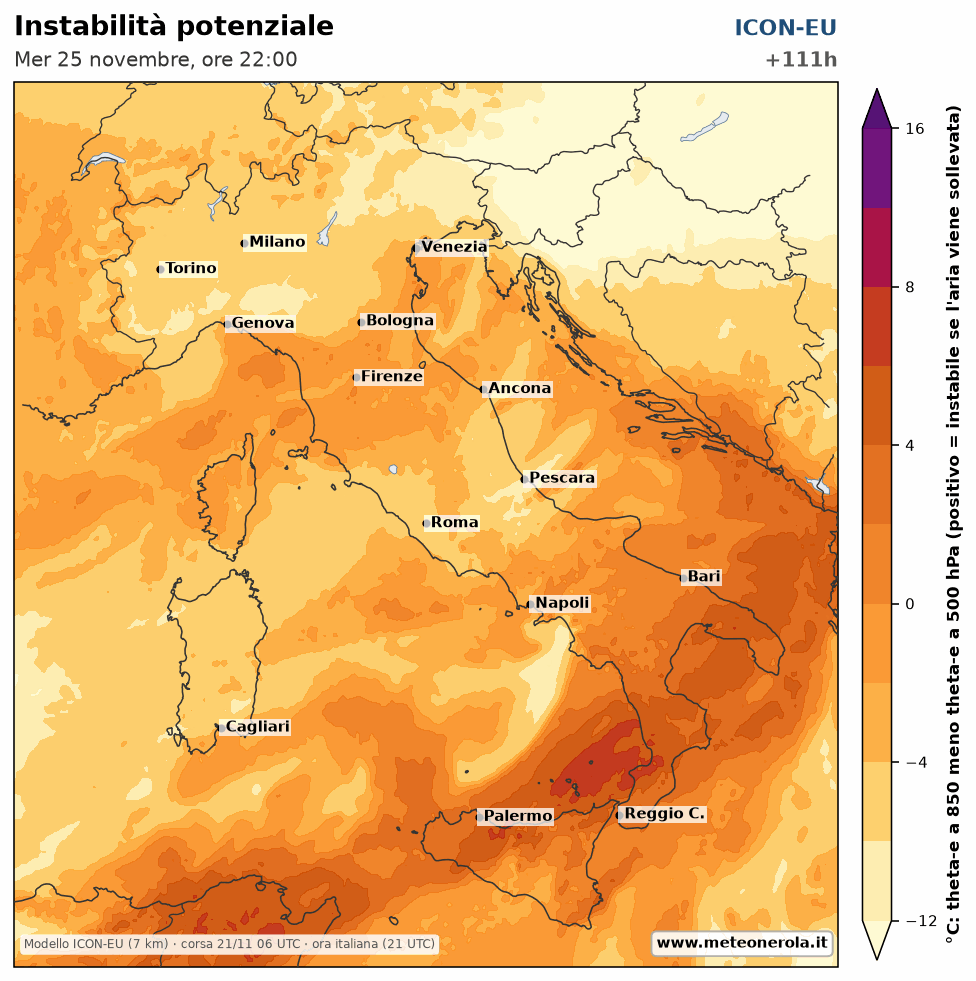 Instabilità potenziale
ICON-EU
Mer 25 novembre, ore 22:00
+111h
16
8
4
0
−4
−12
°C: theta-e a 850 meno theta-e a 500 hPa (positivo = instabile se l'aria viene sollevata)
Milano
Venezia
Torino
Genova
Bologna
Firenze
Ancona
Pescara
Roma
Bari
Napoli
Cagliari
Palermo
Reggio C.
Modello ICON-EU (7 km) · corsa 21/11 06 UTC · ora italiana (21 UTC)
www.meteonerola.it